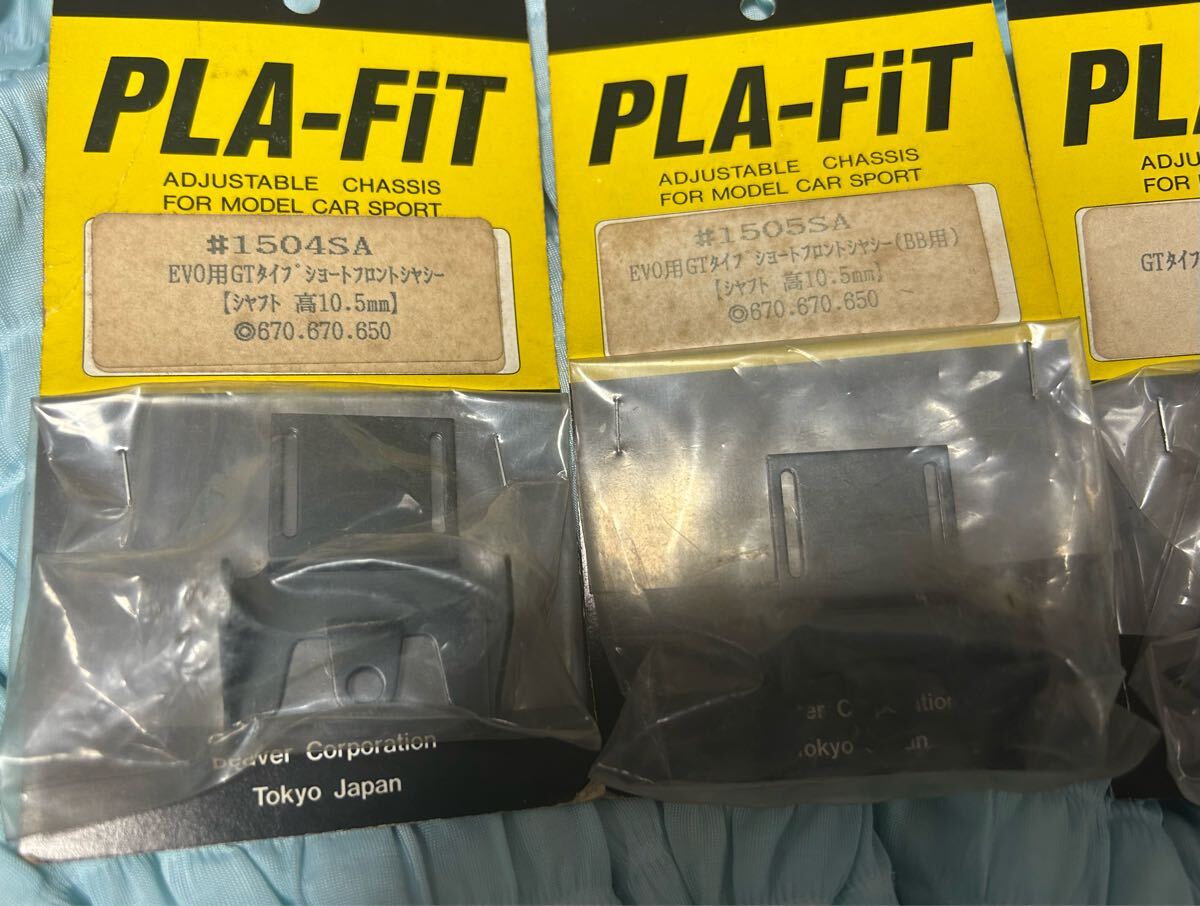 PLA-FiT
ADJUSTABLE CHASSIS
FOR MODEL CAR SPORT
#1504SA
EVO用GTﾀｲﾌﾟ ｼｮｰﾄﾌﾛﾝﾄｼｬｼｰ
【ｼｬﾌﾄ 高10.5mm】
◎670.670.650
Beaver Corporation
Tokyo Japan
PLA-FiT
ADJUSTABLE CHASSIS
FOR MODEL CAR SPORT
#1505SA
EVO用GTﾀｲﾌﾟ ｼｮｰﾄﾌﾛﾝﾄｼｬｼｰ(BB用)
【ｼｬﾌﾄ 高10.5mm】
◎670.670.650
PL
ADJU
FOR
GTﾀｲﾌ